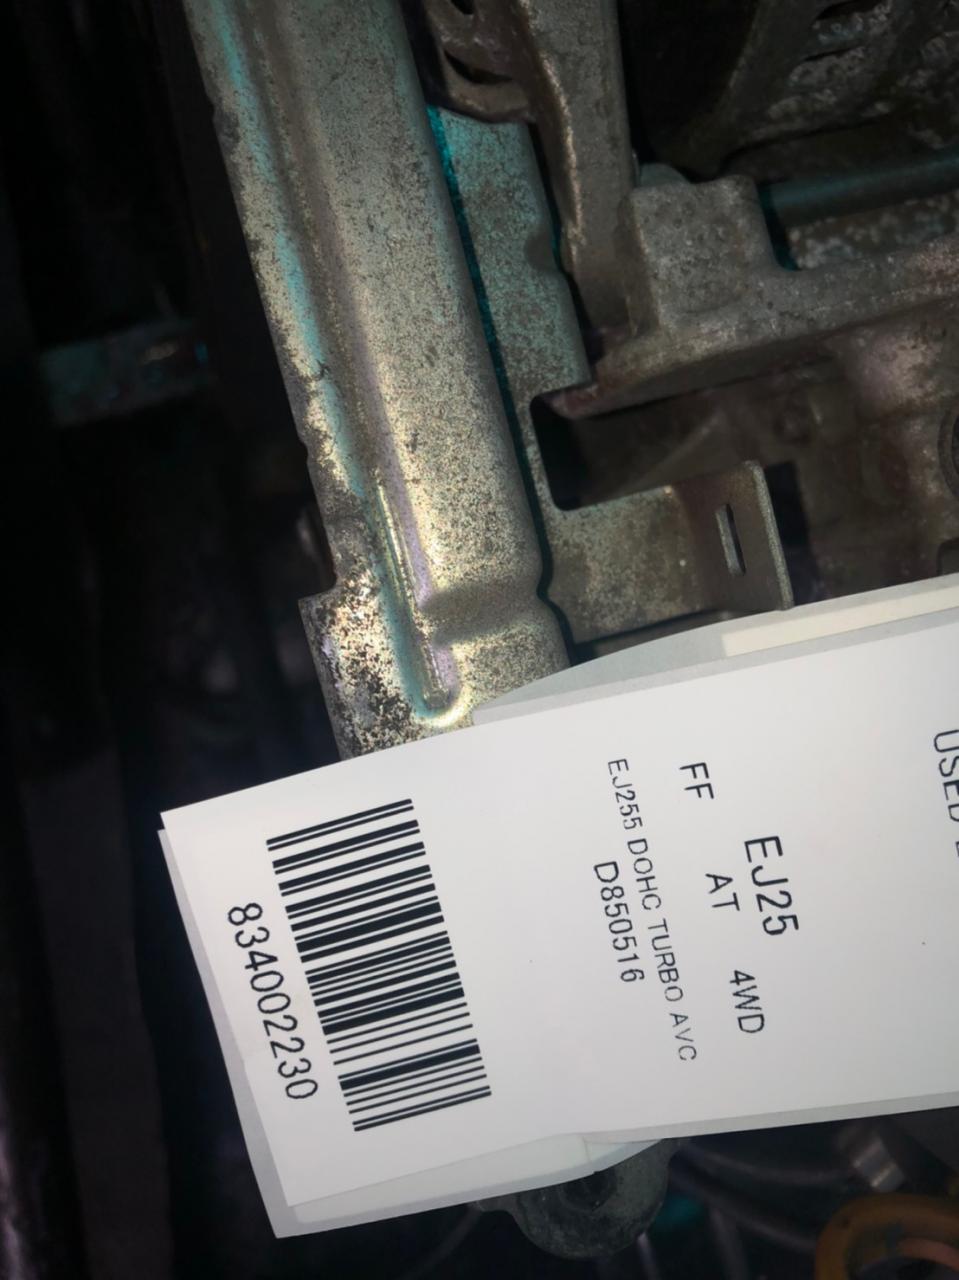 USED
EJ25
FF AT 4WD
EJ255 DOHC TURBO AVC
D850516
834002230